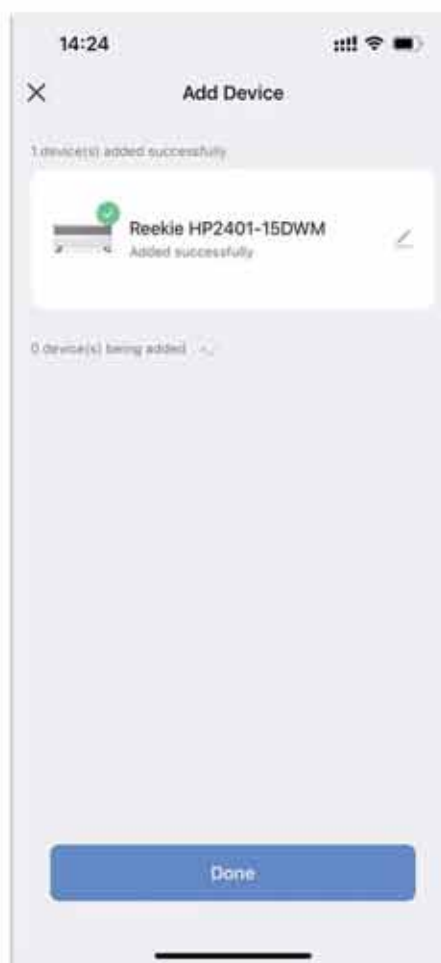 14:24
Add Device
1 device(s) added successfully
Reekie HP2401-15DWM
Added successfully
0 device(s) being added
Done